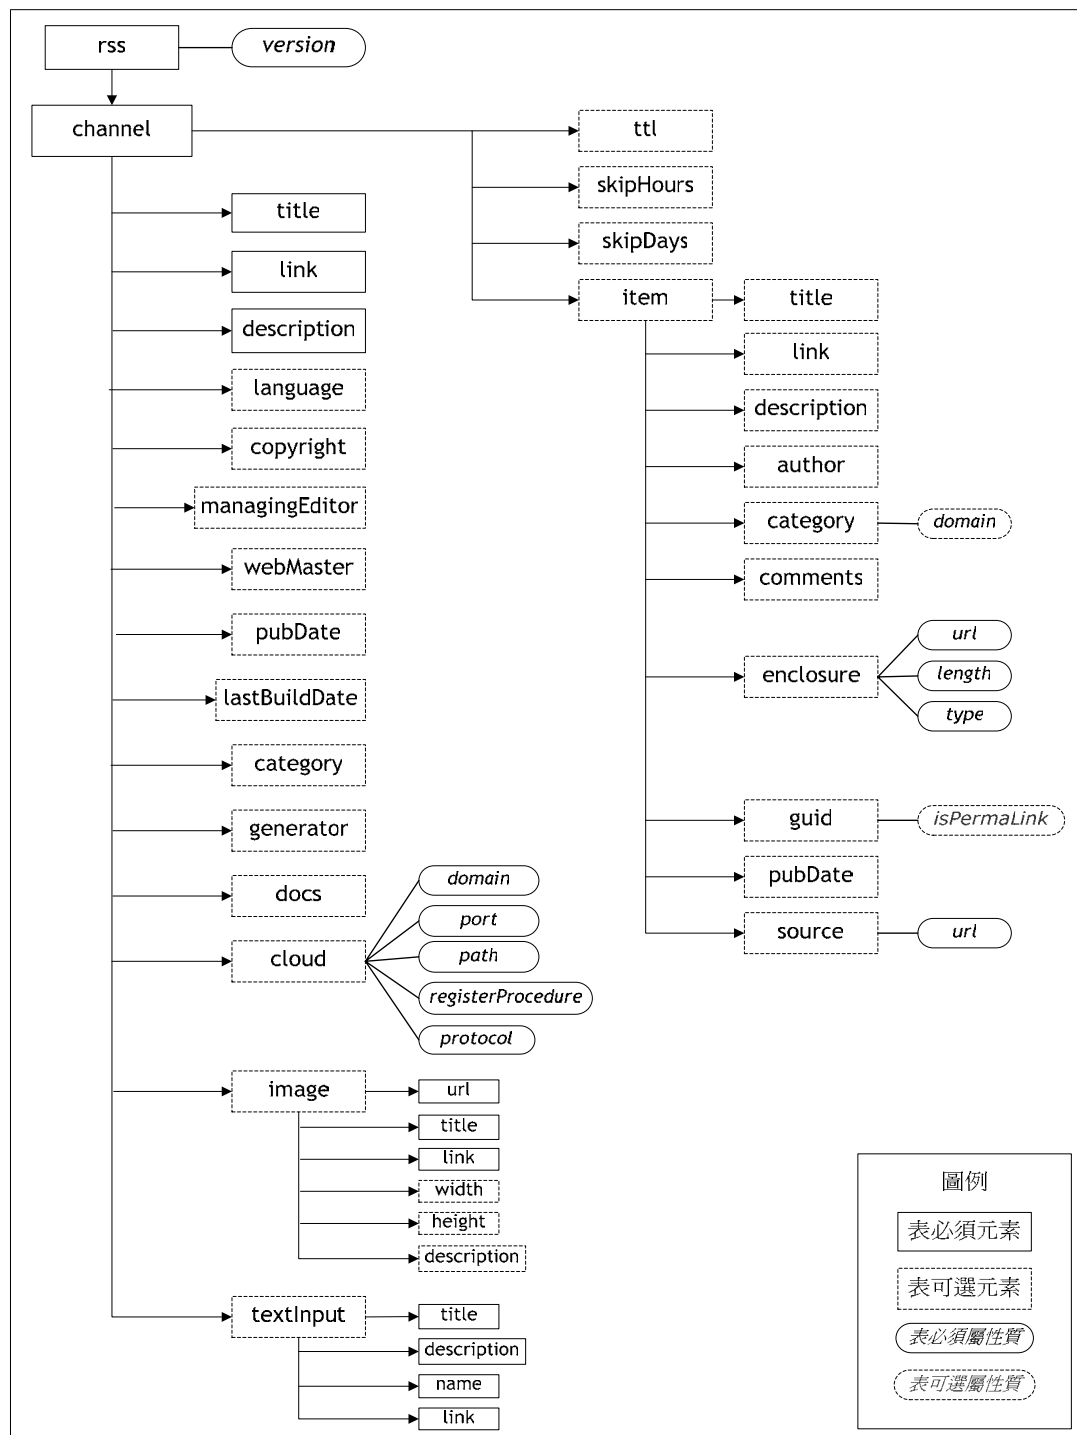 rss
version
channel
title
link
description
language
copyright
managingEditor
webMaster
pubDate
lastBuildDate
category
generator
docs
cloud
domain
port
path
registerProcedure
protocol
image
url
title
link
width
height
description
textInput
title
description
name
link
ttl
skipHours
skipDays
item
title
link
description
author
category
domain
comments
enclosure
url
length
type
guid
isPermaLink
pubDate
source
url
圖例
表必須元素
表可選元素
表必須屬性質
表可選屬性質